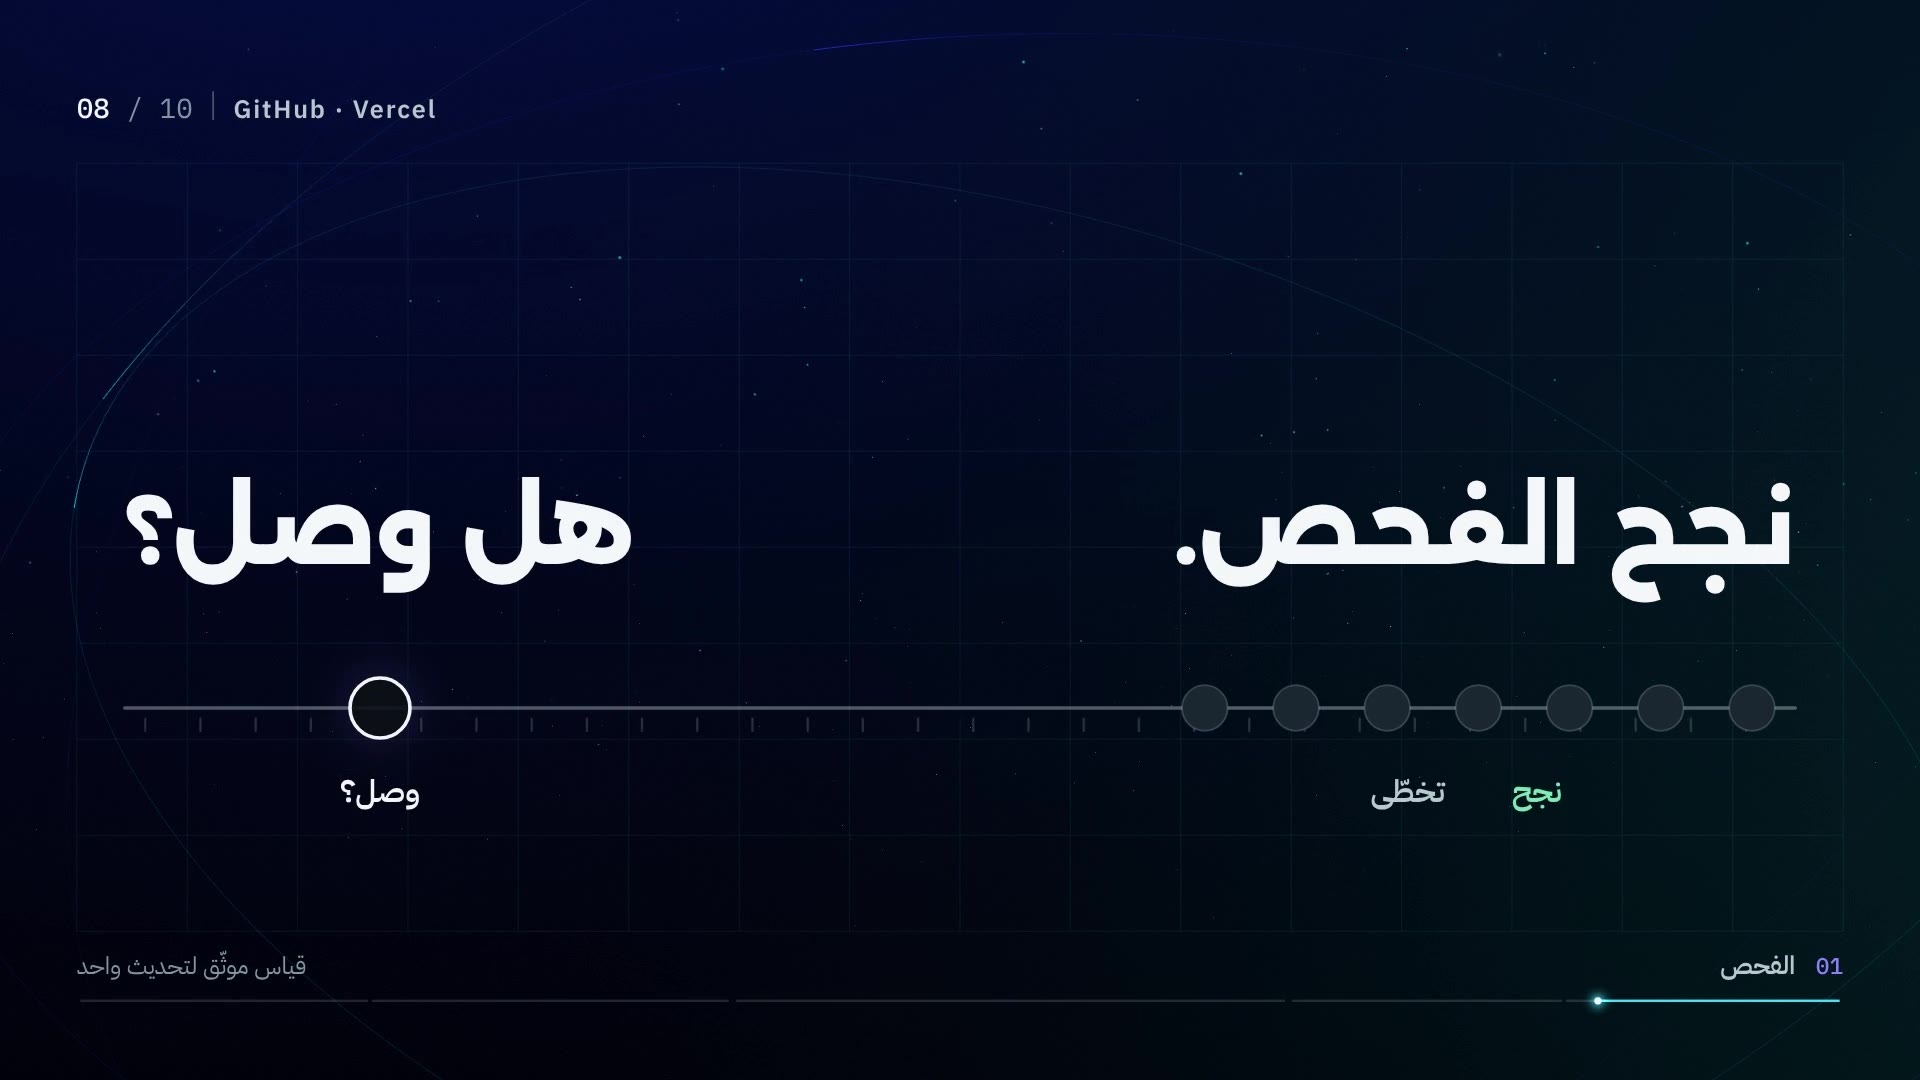 08 / 10 | GitHub · Vercel
نجح الفحص.
هل وصل؟
نجح
تخطّى
وصل؟
01 الفحص
قياس موثّق لتحديث واحد